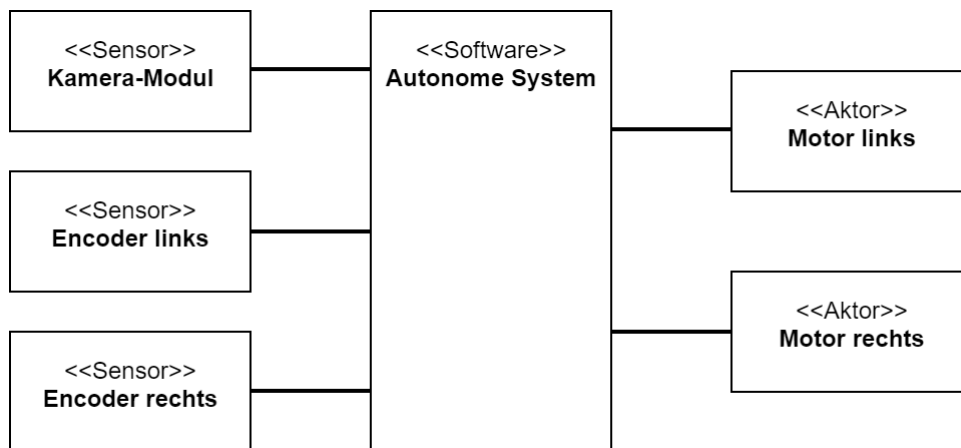 <<Sensor>>
Kamera-Modul
<<Sensor>>
Encoder links
<<Sensor>>
Encoder rechts
<<Software>>
Autonome System
<<Aktor>>
Motor links
<<Aktor>>
Motor rechts